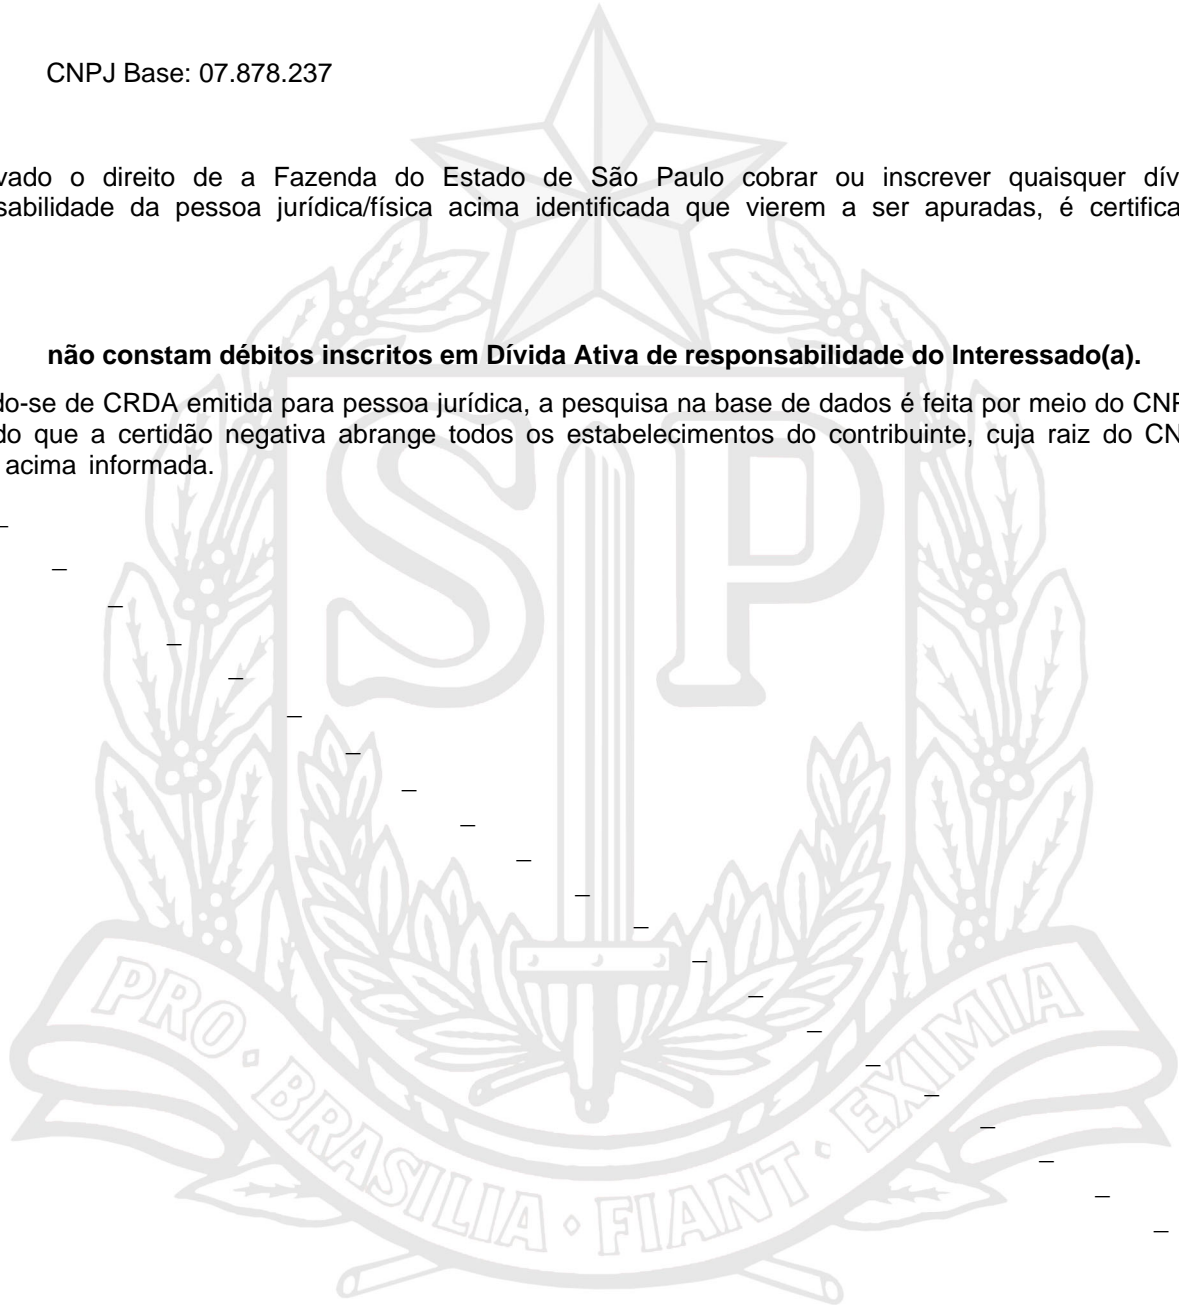 CNPJ Base: 07.878.237
vado o direito de a Fazenda do Estado de São Paulo cobrar ou inscrever quaisquer dív
sabilidade da pessoa jurídica/física acima identificada que vierem a ser apuradas, é certifica
não constam débitos inscritos em Dívida Ativa de responsabilidade do Interessado(a).
do-se de CRDA emitida para pessoa jurídica, a pesquisa na base de dados é feita por meio do CNP
do que a certidão negativa abrange todos os estabelecimentos do contribuinte, cuja raiz do CN
acima informada.
SP
PRO · BRASILIA · FIANT · EXIMIA